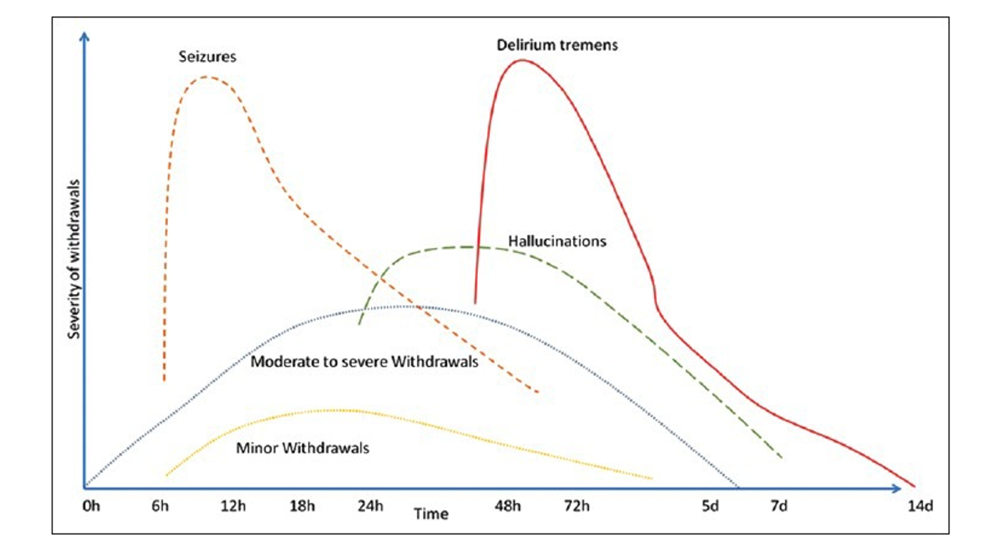 Delirium tremens
Seizures
Severity of withdrawals
Hallucinations
Moderate to severe Withdrawals
Minor Withdrawals
0h 6h 12h 18h 24h 48h 72h 5d 7d 14d
Time